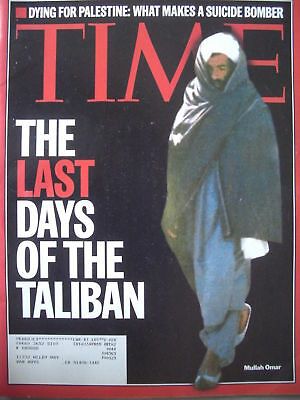 DYING FOR PALESTINE: WHAT MAKES A SUICIDE BOMBER
TIME
THE
LAST
DAYS
OF THE
TALIBAN
Mullah Omar